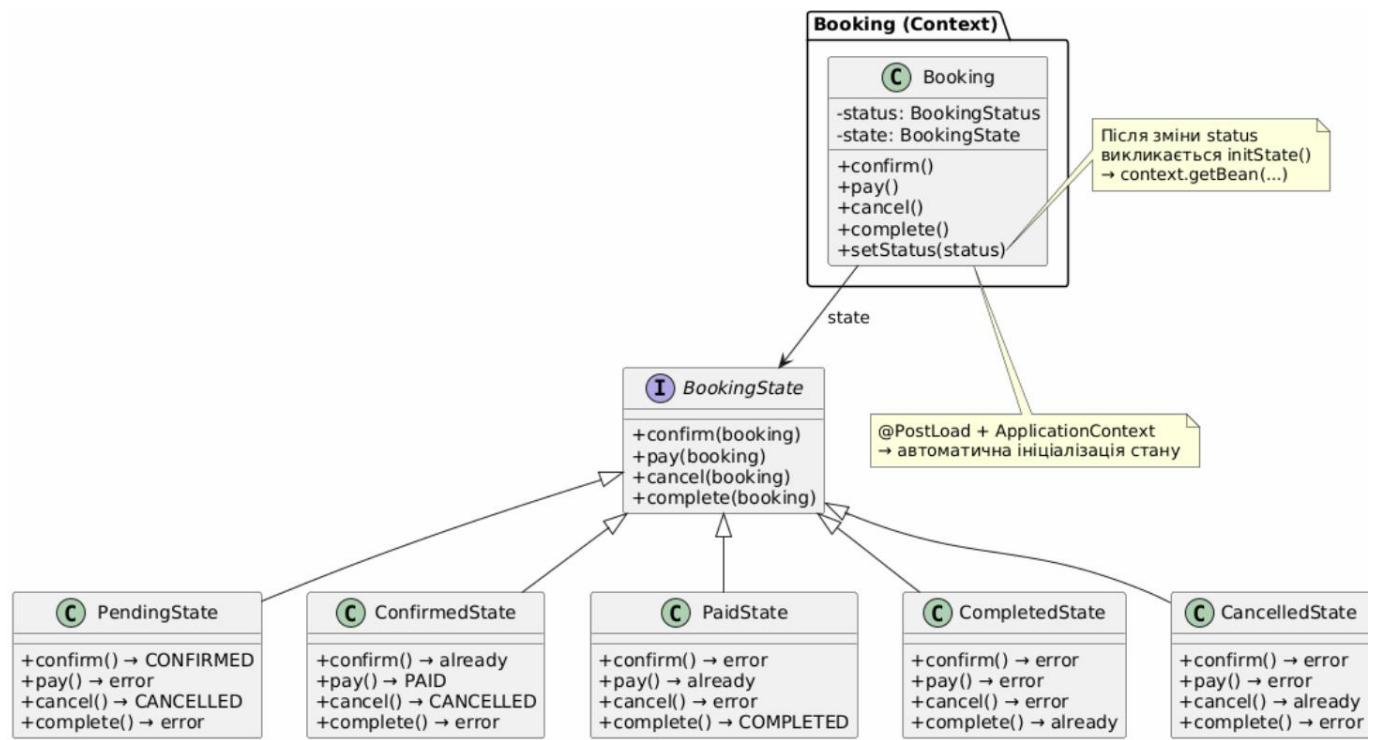 Booking (Context)
C Booking
-status: BookingStatus
-state: BookingState
+confirm()
+pay()
+cancel()
+complete()
+setStatus(status)
Після зміни status
викликається initState()
→ context.getBean(...)
state
@PostLoad + ApplicationContext
→ автоматична ініціалізація стану
I BookingState
+confirm(booking)
+pay(booking)
+cancel(booking)
+complete(booking)
C PendingState
+confirm() → CONFIRMED
+pay() → error
+cancel() → CANCELLED
+complete() → error
C ConfirmedState
+confirm() → already
+pay() → PAID
+cancel() → CANCELLED
+complete() → error
C PaidState
+confirm() → error
+pay() → already
+cancel() → error
+complete() → COMPLETED
C CompletedState
+confirm() → error
+pay() → error
+cancel() → error
+complete() → already
C CancelledState
+confirm() → error
+pay() → error
+cancel() → already
+complete() → error